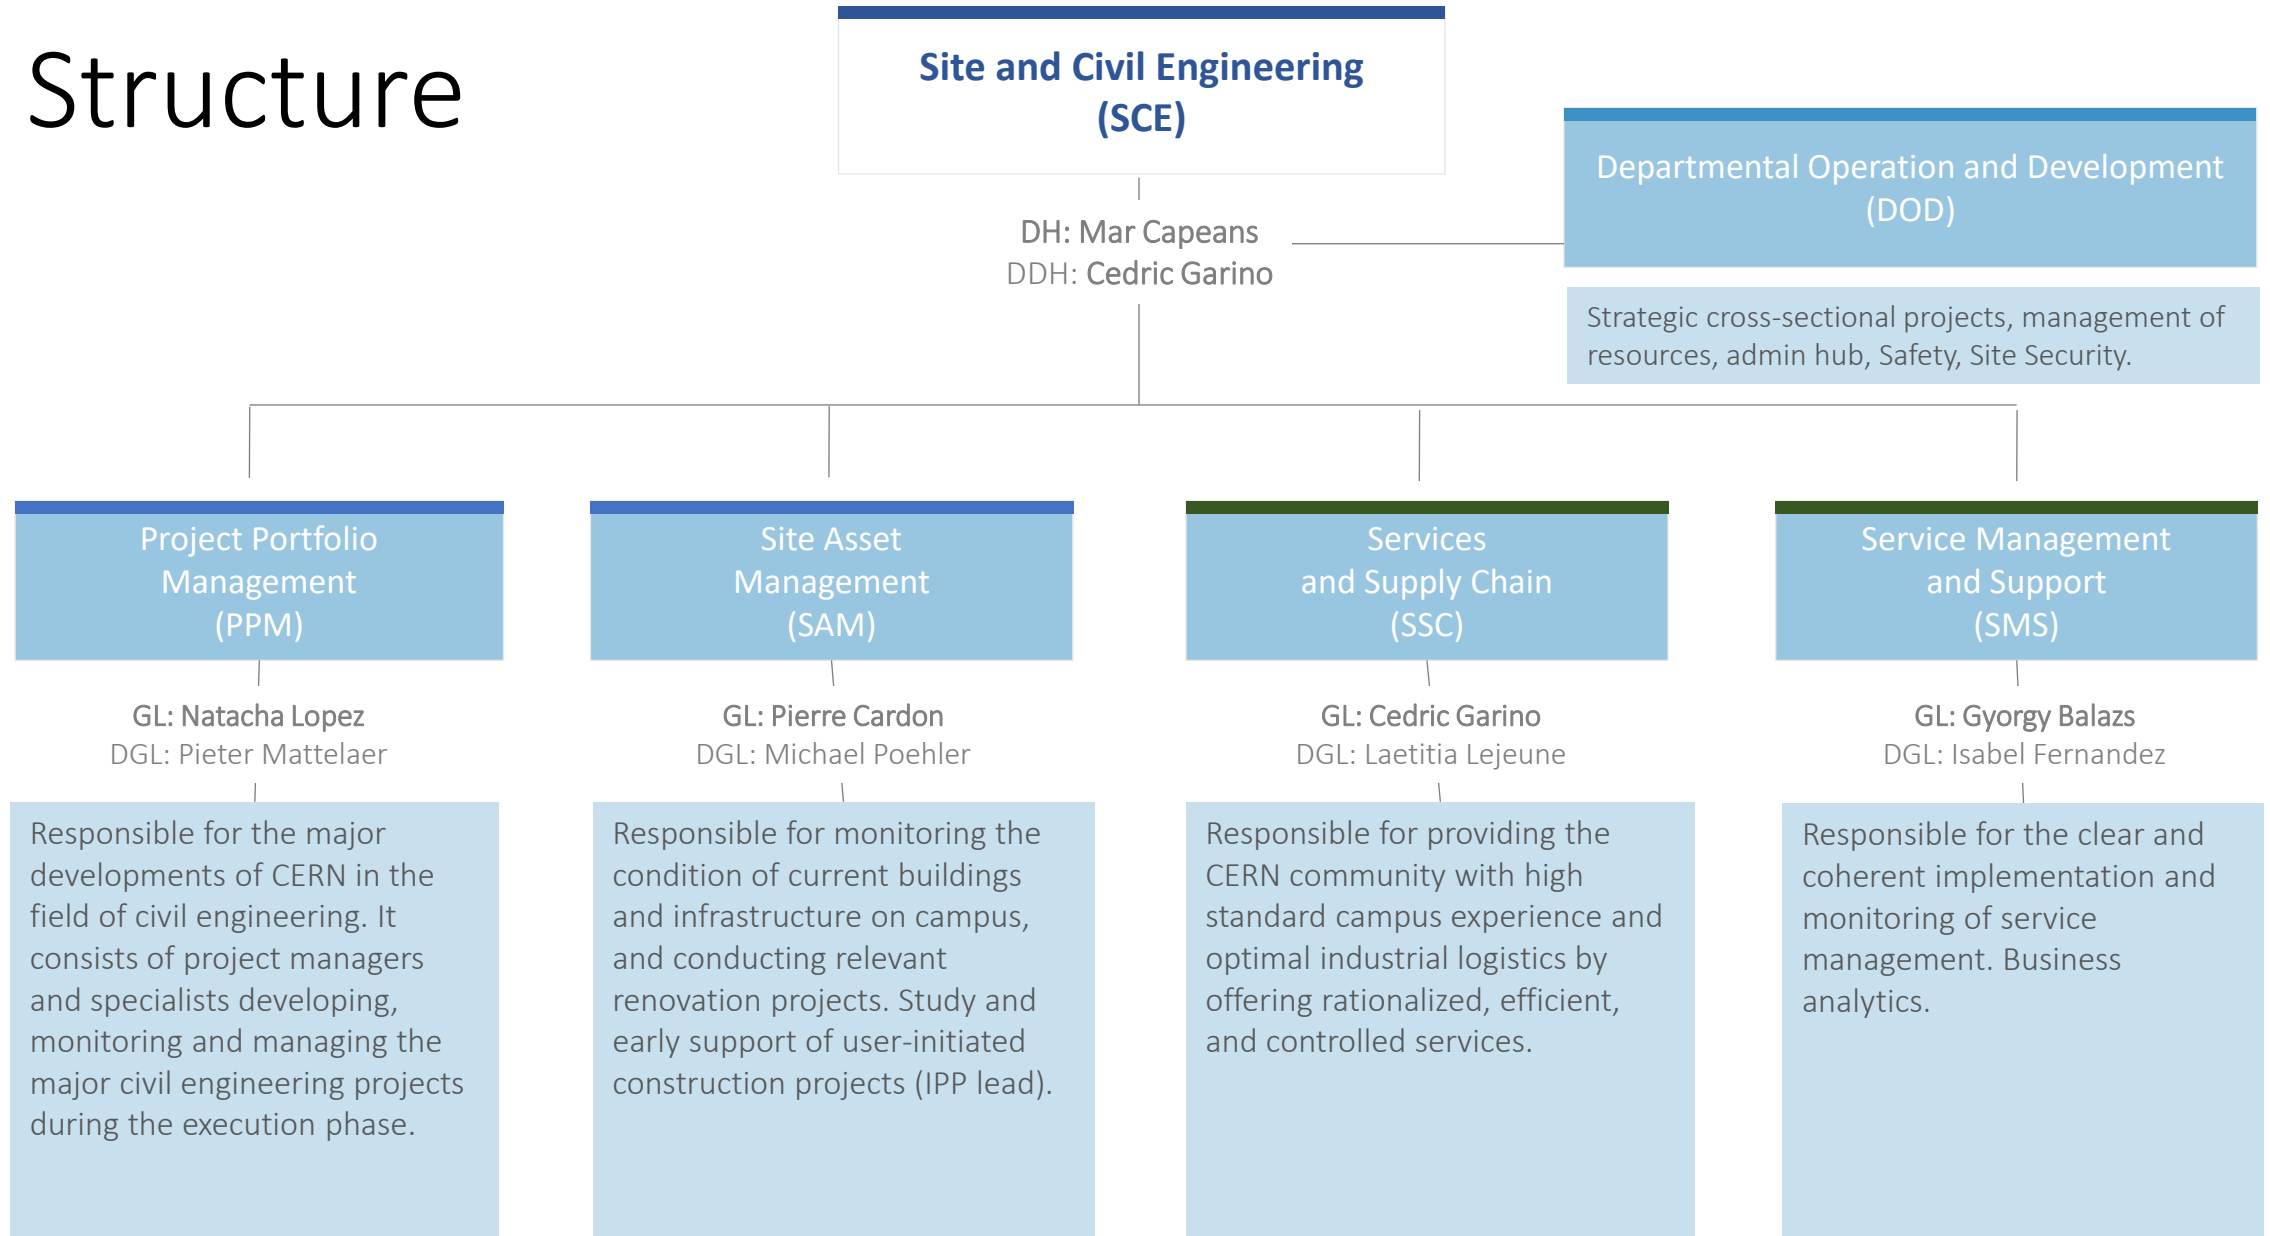 Structure
Site and Civil Engineering
(SCE)
Departmental Operation and Development
(DOD)
DH: Mar Capeans
DDH: Cedric Garino
Strategic cross-sectional projects, management of
resources, admin hub, Safety, Site Security.
Project Portfolio
Management
(PPM)
GL: Natacha Lopez
DGL: Pieter Mattelaer
Responsible for the major
developments of CERN in the
field of civil engineering. It
consists of project managers
and specialists developing,
monitoring and managing the
major civil engineering projects
during the execution phase.
Site Asset
Management
(SAM)
GL: Pierre Cardon
DGL: Michael Poehler
Responsible for monitoring the
condition of current buildings
and infrastructure on campus,
and conducting relevant
renovation projects. Study and
early support of user-initiated
construction projects (IPP lead).
Services
and Supply Chain
(SSC)
GL: Cedric Garino
DGL: Laetitia Lejeune
Responsible for providing the
CERN community with high
standard campus experience and
optimal industrial logistics by
offering rationalized, efficient,
and controlled services.
Service Management
and Support
(SMS)
GL: Gyorgy Balazs
DGL: Isabel Fernandez
Responsible for the clear and
coherent implementation and
monitoring of service
management. Business
analytics.